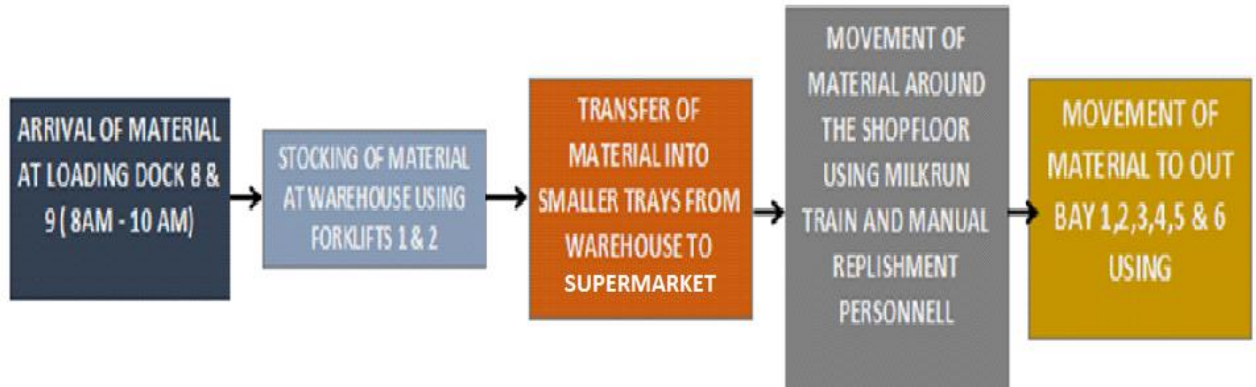 ARRIVAL OF MATERIAL
AT LOADING DOCK 8 &
9 ( 8AM - 10 AM)
STOCKING OF MATERIAL
AT WAREHOUSE USING
FORKLIFTS 1 & 2
TRANSFER OF
MATERIAL INTO
SMALLER TRAYS FROM
WAREHOUSE TO
SUPERMARKET
MOVEMENT OF
MATERIAL AROUND
THE SHOPFLOOR
USING MILKRUN
TRAIN AND MANUAL
REPLISHMENT
PERSONNELL
MOVEMENT OF
MATERIAL TO OUT
BAY 1,2,3,4,5 & 6
USING